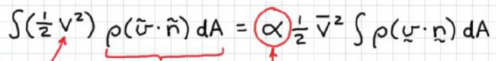 ∫(½ V²) ρ(ṽ·ñ) dA = α ½ V̄² ∫ ρ(v̰·n̰) dA